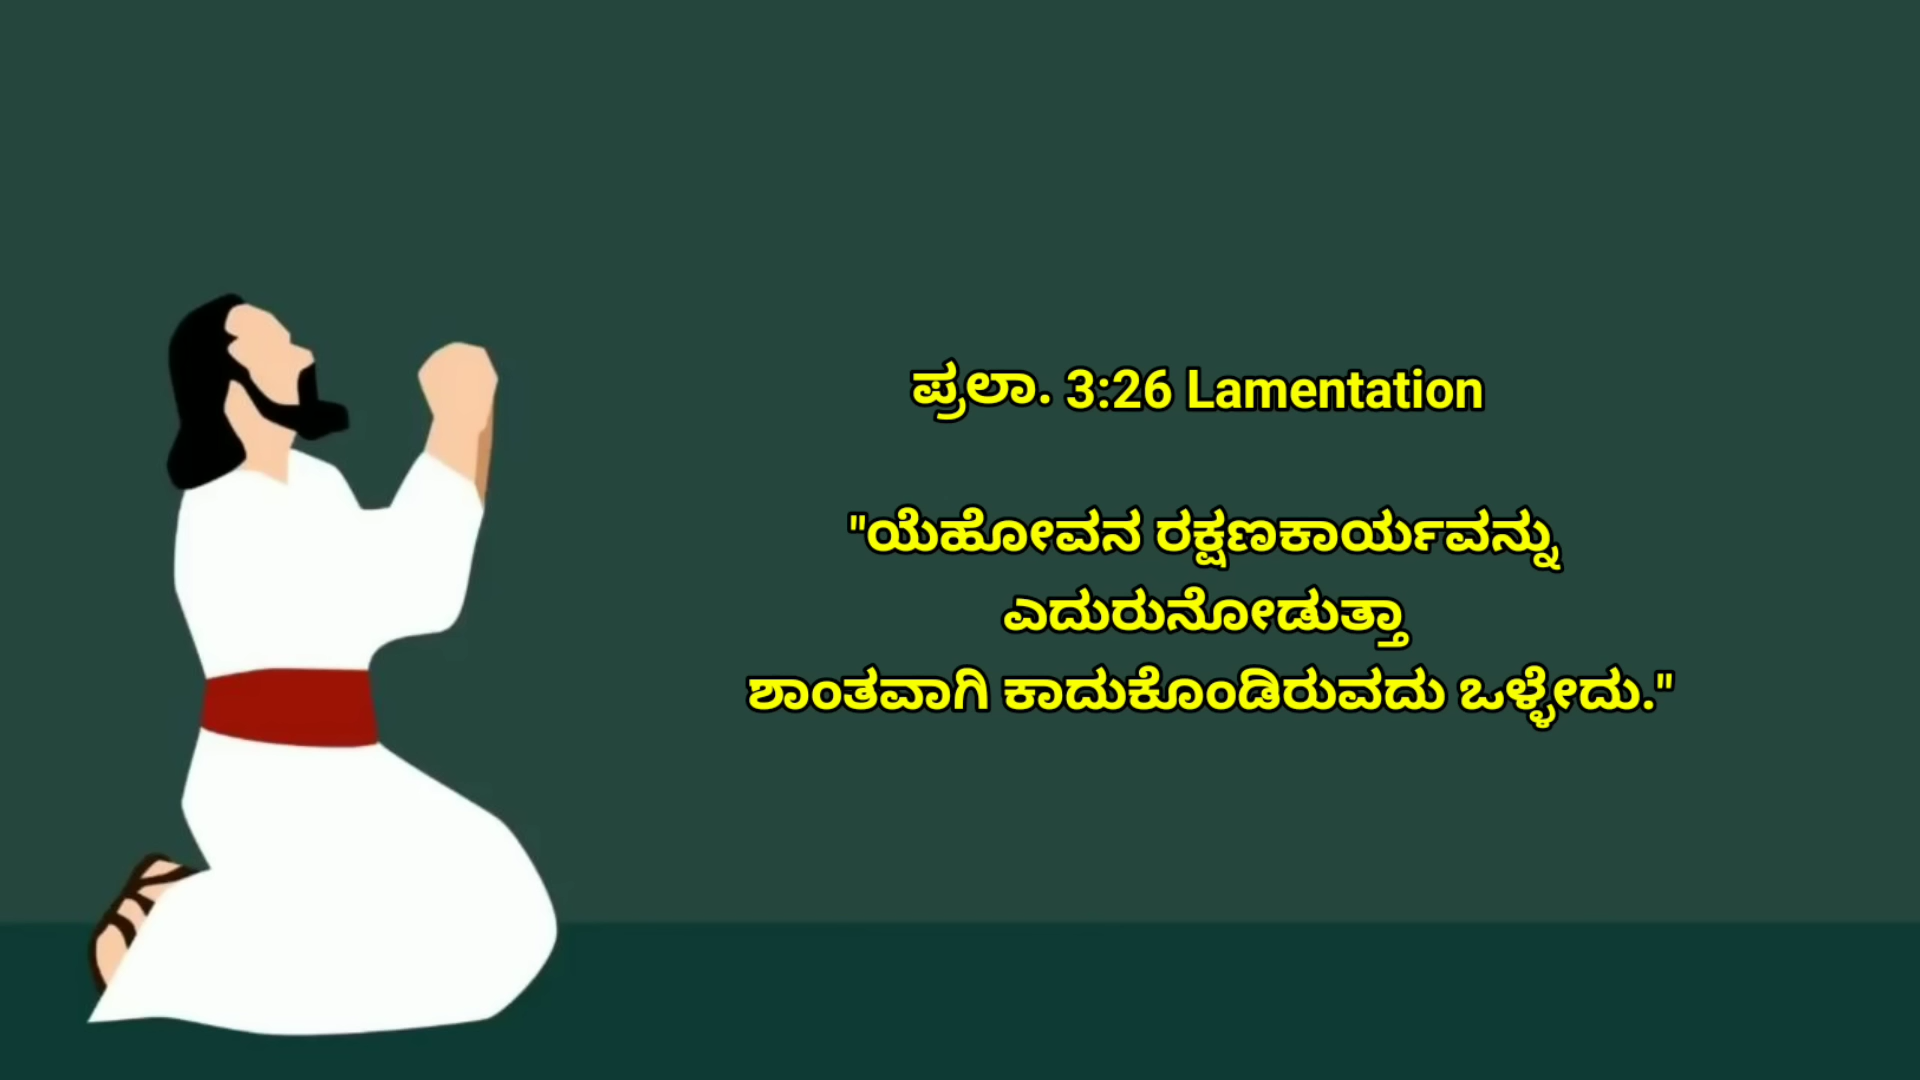 ಪ್ರಲಾ. 3:26 Lamentation
"ಯೆಹೋವನ ರಕ್ಷಣಕಾರ್ಯವನ್ನು
ಎದುರುನೋಡುತ್ತಾ
ಶಾಂತವಾಗಿ ಕಾದುಕೊಂಡಿರುವದು ಒಳ್ಳೇದು."